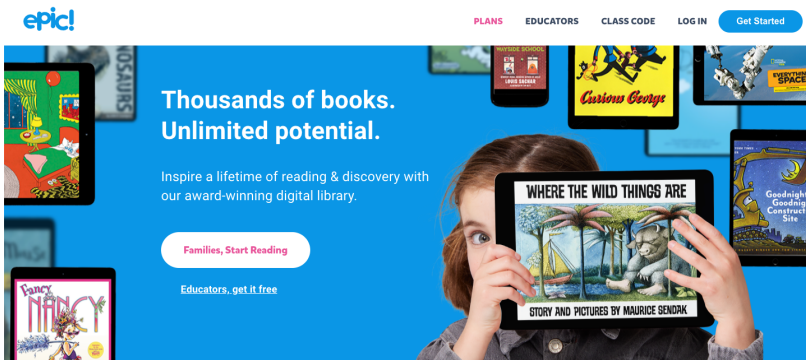 epic!
PLANS
EDUCATORS
CLASS CODE
LOG IN
Get Started
Thousands of books.
Unlimited potential.
Inspire a lifetime of reading & discovery with
our award-winning digital library.
Families, Start Reading
Educators, get it free
WAYSIDE SCHOOL
LOUIS SACHAR
Curious George
EVERYTHING
SPACE
WHERE THE WILD THINGS ARE
STORY AND PICTURES BY MAURICE SENDAK
Goodnight
Goodnight
Construct
Site
Fancy
NANCY